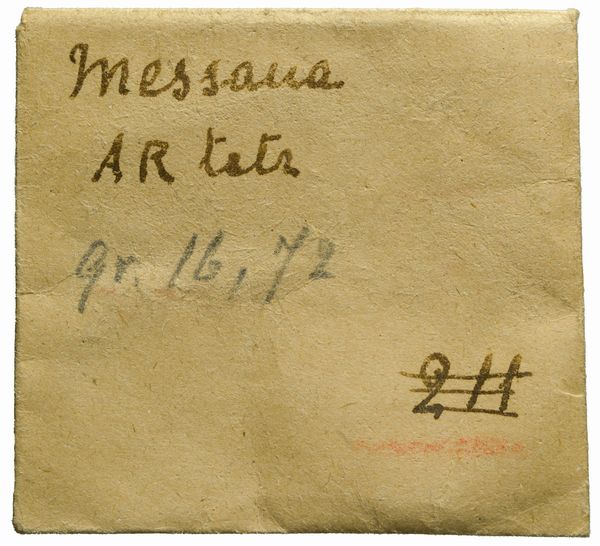 Messana
AR tetr
gr. 16,72
211